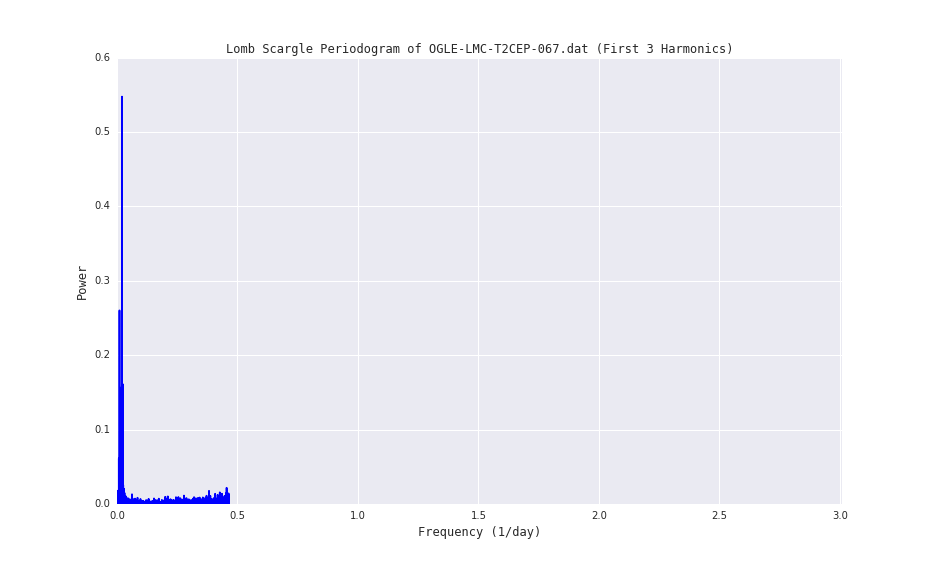 Lomb Scargle Periodogram of OGLE-LMC-T2CEP-067.dat (First 3 Harmonics)
0.6
0.5
0.4
0.3
0.2
0.1
0.0
Power
0.0 0.5 1.0 1.5 2.0 2.5 3.0
Frequency (1/day)